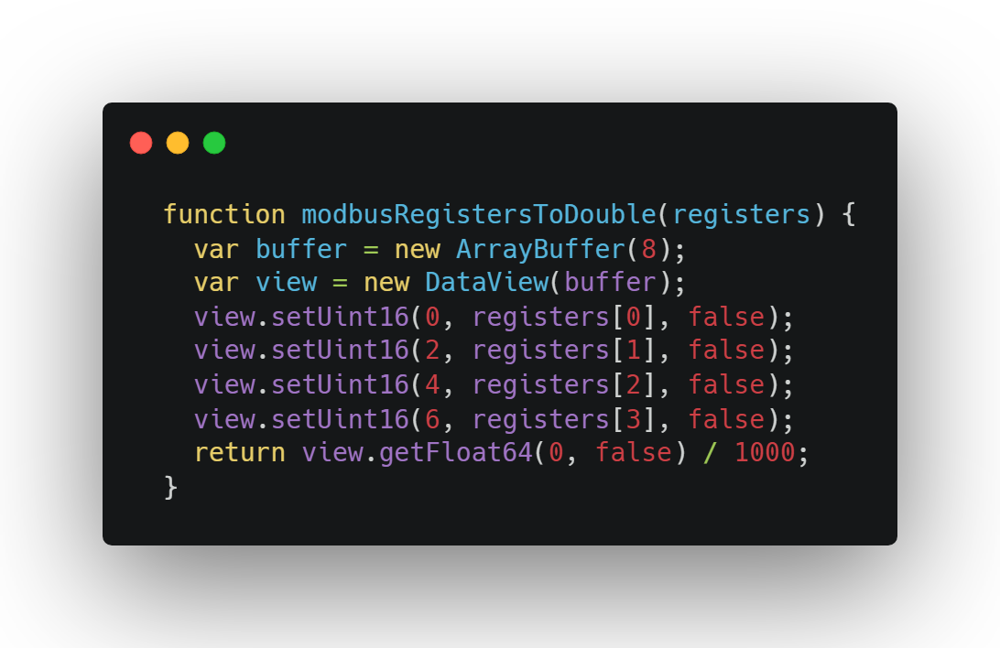 function modbusRegistersToDouble(registers) {
  var buffer = new ArrayBuffer(8);
  var view = new DataView(buffer);
  view.setUint16(0, registers[0], false);
  view.setUint16(2, registers[1], false);
  view.setUint16(4, registers[2], false);
  view.setUint16(6, registers[3], false);
  return view.getFloat64(0, false) / 1000;
}